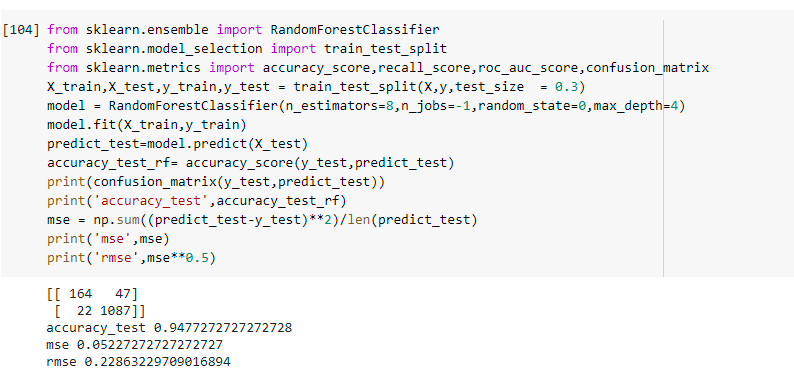 [104] from sklearn.ensemble import RandomForestClassifier
from sklearn.model_selection import train_test_split
from sklearn.metrics import accuracy_score,recall_score,roc_auc_score,confusion_matrix
X_train,X_test,y_train,y_test = train_test_split(X,y,test_size  = 0.3)
model = RandomForestClassifier(n_estimators=8,n_jobs=-1,random_state=0,max_depth=4)
model.fit(X_train,y_train)
predict_test=model.predict(X_test)
accuracy_test_rf= accuracy_score(y_test,predict_test)
print(confusion_matrix(y_test,predict_test))
print('accuracy_test',accuracy_test_rf)
mse = np.sum((predict_test-y_test)**2)/len(predict_test)
print('mse',mse)
print('rmse',mse**0.5)
[[ 164   47]
 [  22 1087]]
accuracy_test 0.9477272727272728
mse 0.05227272727272727
rmse 0.22863229709016894